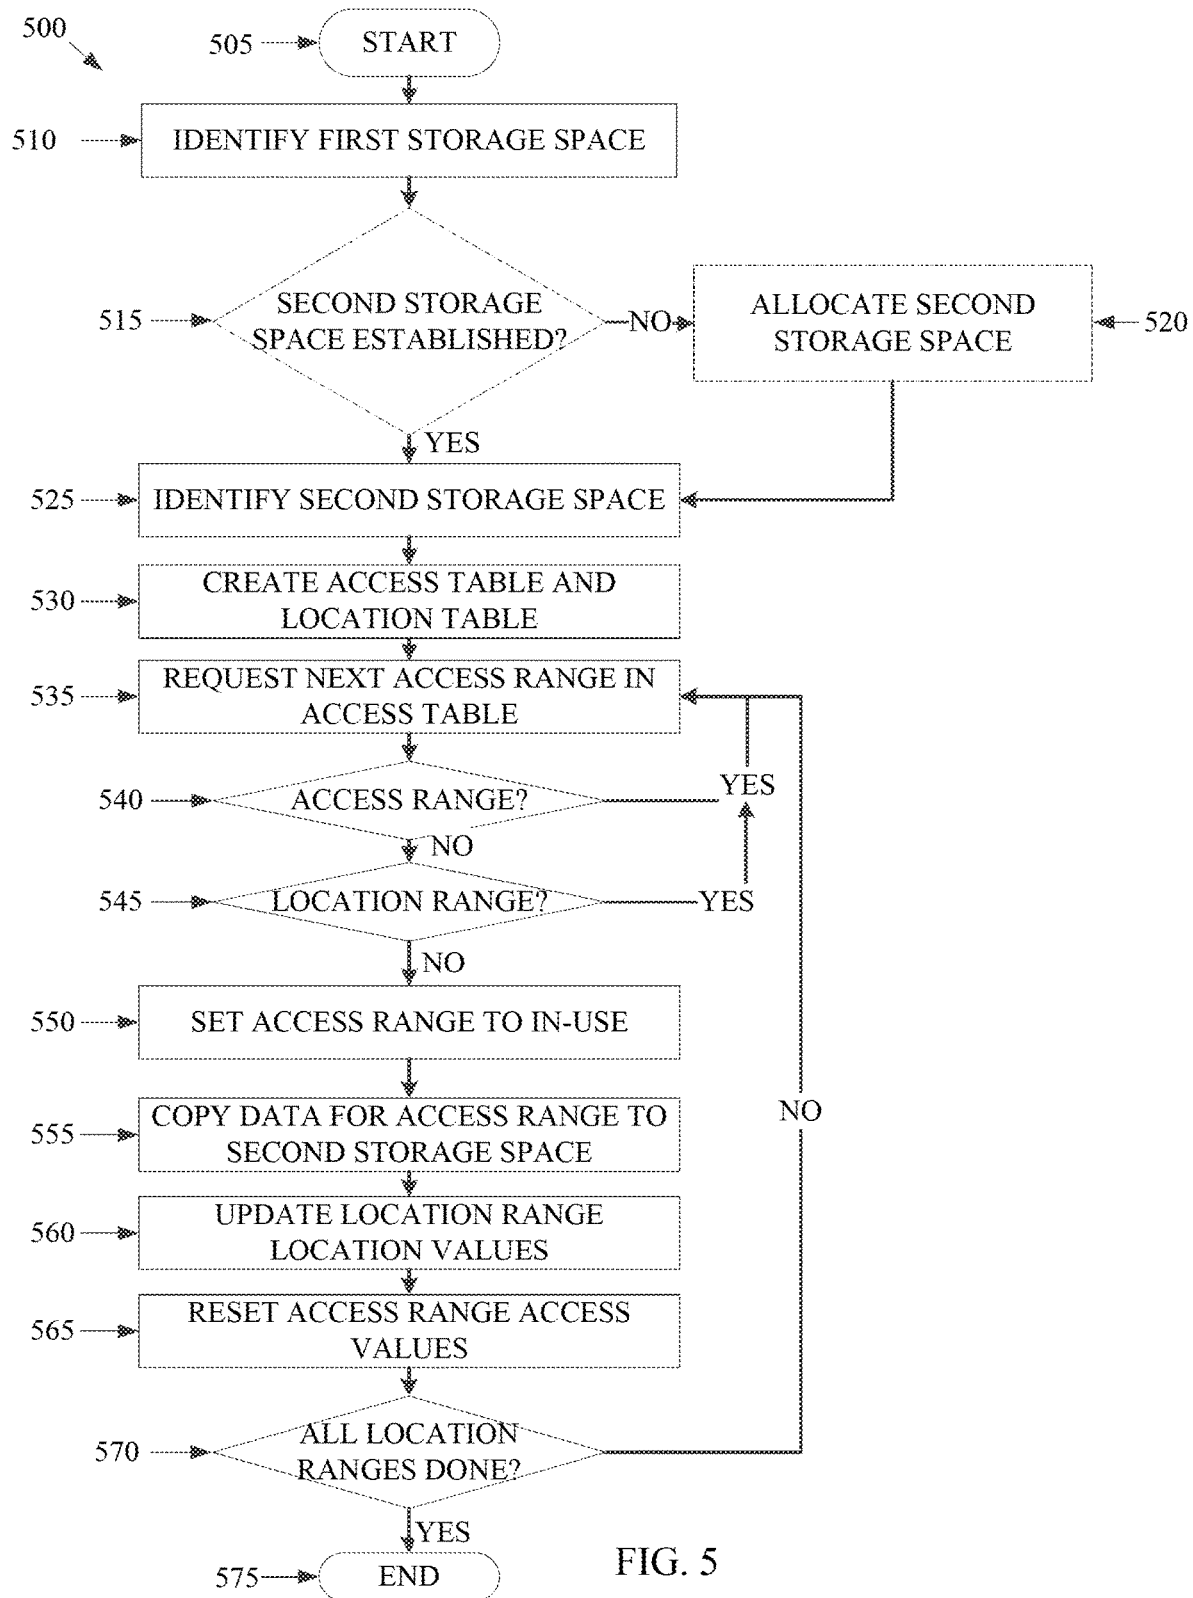 500
505
START
510
IDENTIFY FIRST STORAGE SPACE
515
SECOND STORAGE
SPACE ESTABLISHED?
NO
ALLOCATE SECOND
STORAGE SPACE
520
YES
525
IDENTIFY SECOND STORAGE SPACE
530
CREATE ACCESS TABLE AND
LOCATION TABLE
535
REQUEST NEXT ACCESS RANGE IN
ACCESS TABLE
540
ACCESS RANGE?
YES
NO
545
LOCATION RANGE?
YES
NO
550
SET ACCESS RANGE TO IN-USE
555
COPY DATA FOR ACCESS RANGE TO
SECOND STORAGE SPACE
NO
560
UPDATE LOCATION RANGE
LOCATION VALUES
565
RESET ACCESS RANGE ACCESS
VALUES
570
ALL LOCATION
RANGES DONE?
YES
575
END
FIG. 5